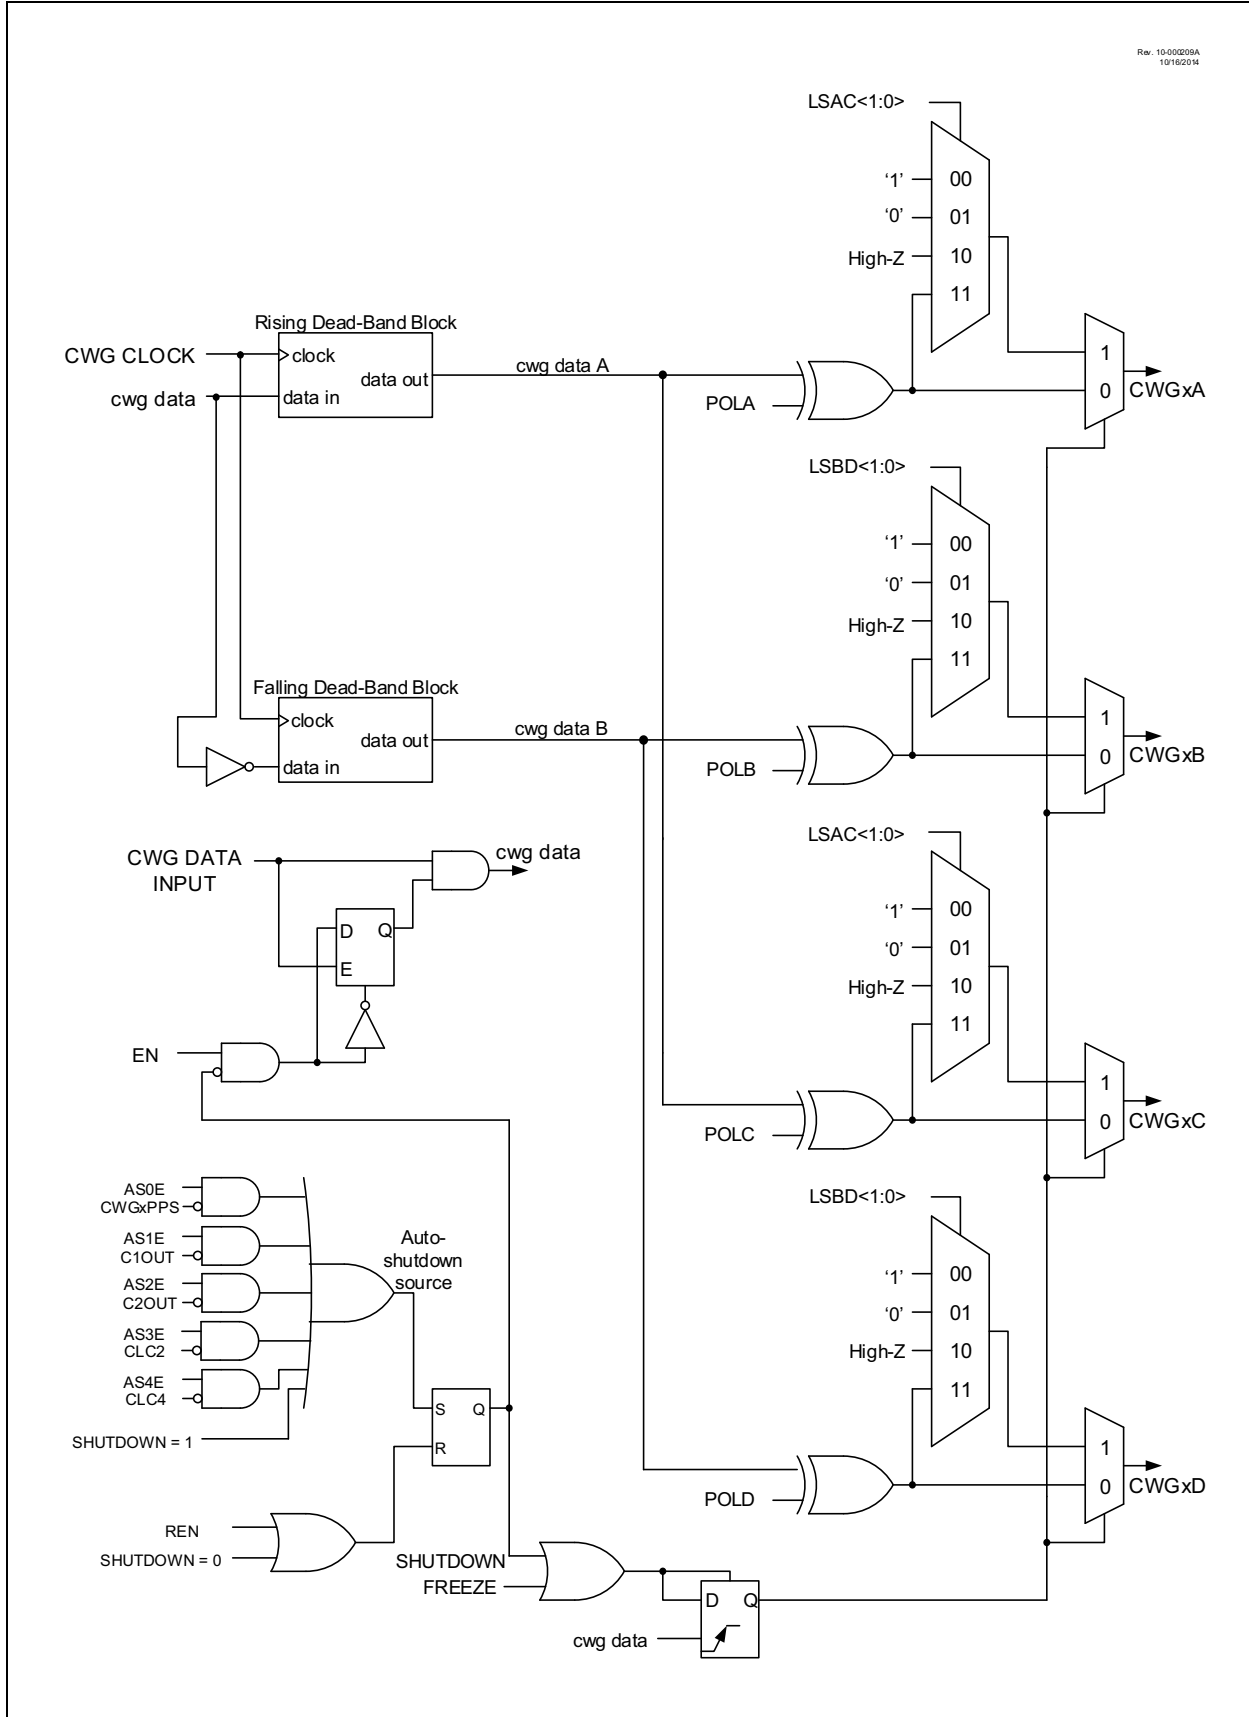 Rev. 10-000209A
10/16/2014
LSAC<1:0>
‘1’ 00
‘0’ 01
High-Z 10
11
Rising Dead-Band Block
CWG CLOCK
clock
cwg data
data in
data out
cwg data A
POLA
1
0
CWGxA
LSBD<1:0>
‘1’ 00
‘0’ 01
High-Z 10
11
Falling Dead-Band Block
clock
data out
data in
cwg data B
POLB
1
0
CWGxB
CWG DATA
INPUT
cwg data
D Q
E
EN
LSAC<1:0>
‘1’ 00
‘0’ 01
High-Z 10
11
POLC
1
0
CWGxC
AS0E
CWGxPPS
AS1E
C1OUT
AS2E
C2OUT
AS3E
CLC2
AS4E
CLC4
SHUTDOWN = 1
Auto-
shutdown
source
S Q
R
REN
SHUTDOWN = 0
SHUTDOWN
FREEZE
D Q
cwg data
LSBD<1:0>
‘1’ 00
‘0’ 01
High-Z 10
11
POLD
1
0
CWGxD